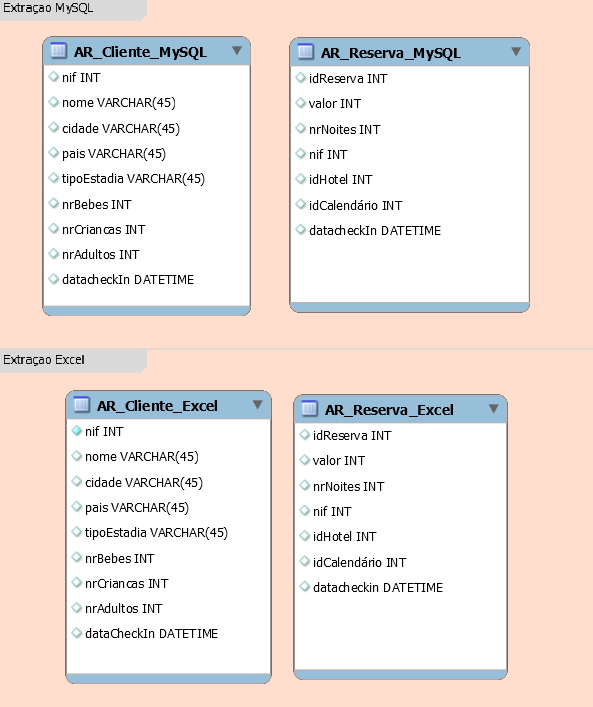 Extraçao MySQL
AR_Cliente_MySQL
nif INT
nome VARCHAR(45)
cidade VARCHAR(45)
pais VARCHAR(45)
tipoEstadia VARCHAR(45)
nrBebes INT
nrCriancas INT
nrAdultos INT
datacheckIn DATETIME
AR_Reserva_MySQL
idReserva INT
valor INT
nrNoites INT
nif INT
idHotel INT
idCalendário INT
datacheckIn DATETIME
Extraçao Excel
AR_Cliente_Excel
nif INT
nome VARCHAR(45)
cidade VARCHAR(45)
pais VARCHAR(45)
tipoEstadia VARCHAR(45)
nrBebes INT
nrCriancas INT
nrAdultos INT
dataCheckIn DATETIME
AR_Reserva_Excel
idReserva INT
valor INT
nrNoites INT
nif INT
idHotel INT
idCalendário INT
datacheckin DATETIME